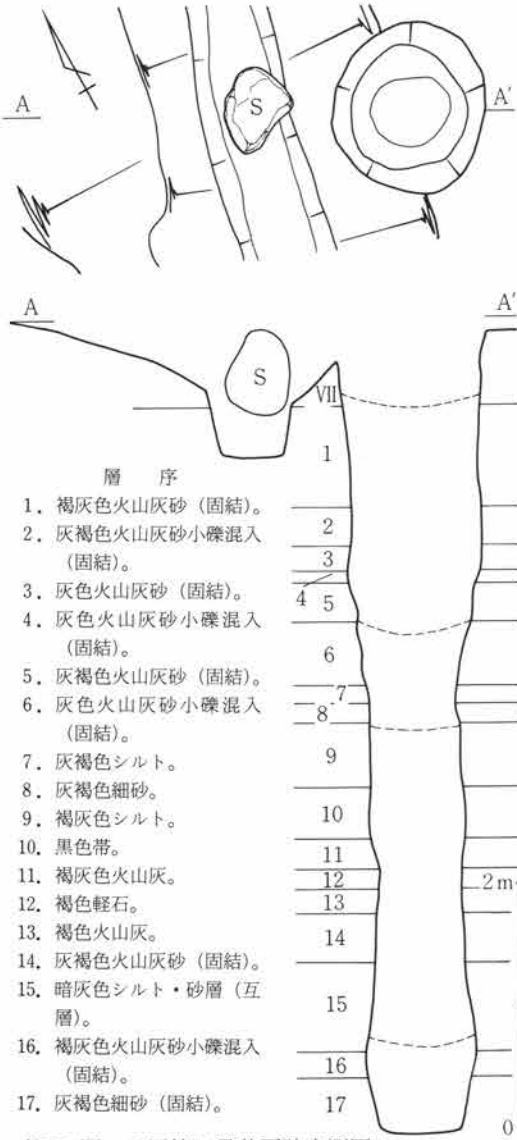 A
S
A'
A
A'
S
VII
層 序
1. 褐灰色火山灰砂（固結）。
2. 灰褐色火山灰砂小礫混入
（固結）。
3. 灰色火山灰砂（固結）。
4. 灰色火山灰砂小礫混入
（固結）。
5. 灰褐色火山灰砂（固結）。
6. 灰色火山灰砂小礫混入
（固結）。
7. 灰褐色シルト。
8. 灰褐色細砂。
9. 褐灰色シルト。
10. 黒色帯。
11. 褐灰色火山灰。
12. 褐色軽石。
13. 褐色火山灰。
14. 灰褐色火山灰砂（固結）。
15. 暗灰色シルト・砂層（互
層）。
16. 褐灰色火山灰砂小礫混入
（固結）。
17. 灰褐色細砂（固結）。
1
2
3
4
5
6
7
8
9
10
11
12
13
14
15
16
17
2m
0